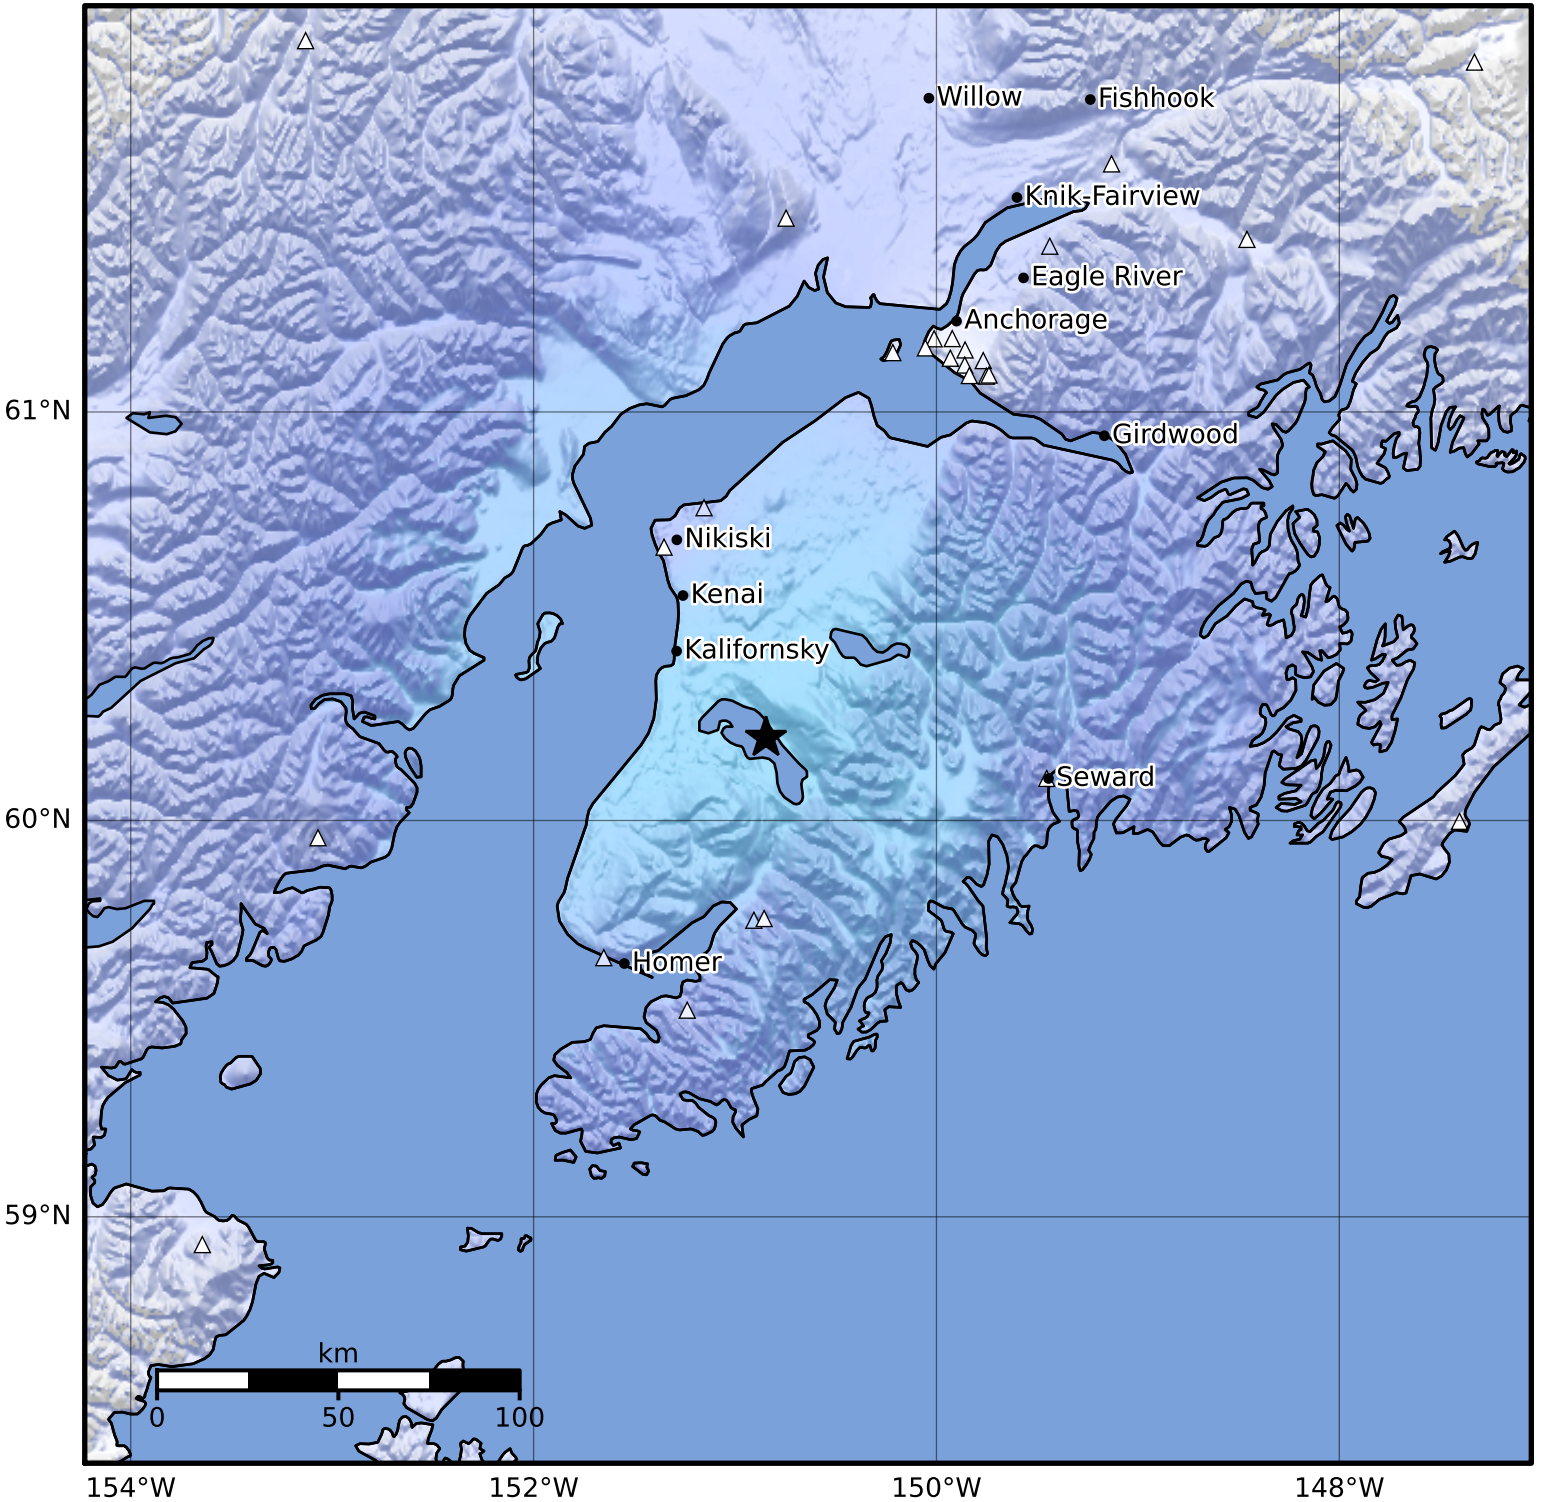 Willow
Fishhook
Knik-Fairview
Eagle River
Anchorage
61°N
Girdwood
Nikiski
Kenai
Kalifornsky
Seward
60°N
Homer
59°N
km
0 50 100
154°W 152°W 150°W 148°W